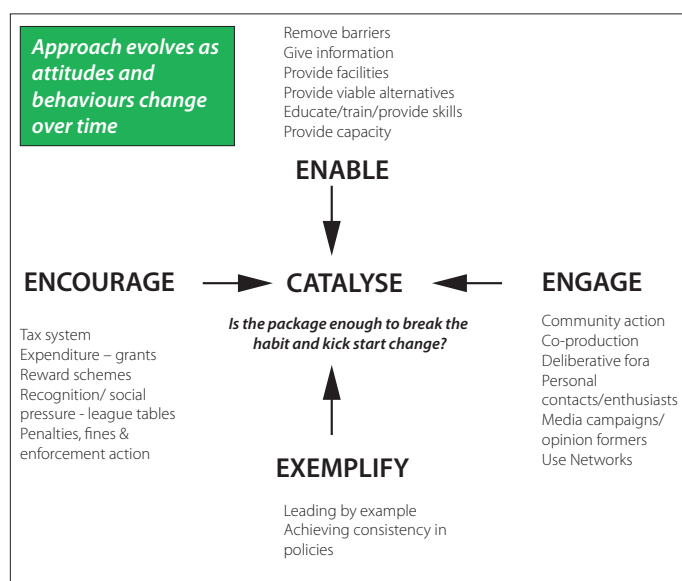 Approach evolves as
attitudes and
behaviours change
over time
Remove barriers
Give information
Provide facilities
Provide viable alternatives
Educate/train/provide skills
Provide capacity
ENABLE
ENCOURAGE
CATALYSE
ENGAGE
Is the package enough to break the
habit and kick start change?
Tax system
Expenditure – grants
Reward schemes
Recognition/ social
pressure - league tables
Penalties, fines &
enforcement action
Community action
Co-production
Deliberative fora
Personal
contacts/enthusiasts
Media campaigns/
opinion formers
Use Networks
EXEMPLIFY
Leading by example
Achieving consistency in
policies